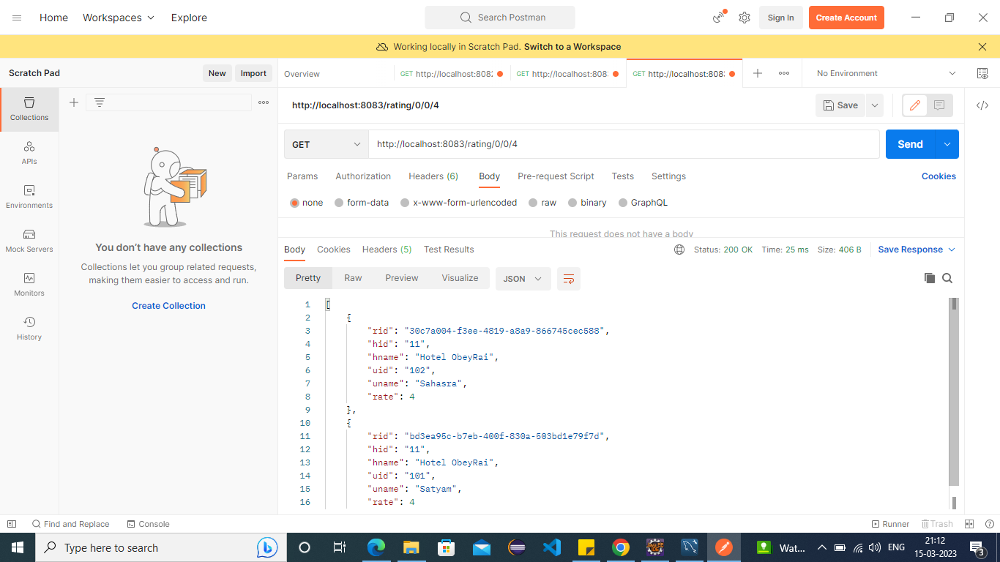 Home Workspaces Explore Search Postman Sign In Create Account
Working locally in Scratch Pad. Switch to a Workspace
Scratch Pad New Import Overview GET http://localhost:808 GET http://localhost:808 GET http://localhost:808 No Environment
Collections
APIs
Environments
Mock Servers
Monitors
History
You don't have any collections
Collections let you group related requests,
making them easier to access and run.
Create Collection
http://localhost:8083/rating/0/0/4 Save
GET http://localhost:8083/rating/0/0/4 Send
Params Authorization Headers (6) Body Pre-request Script Tests Settings Cookies
none form-data x-www-form-urlencoded raw binary GraphQL
This request does not have a body
Body Cookies Headers (5) Test Results Status: 200 OK Time: 25 ms Size: 406 B Save Response
Pretty Raw Preview Visualize JSON
1 [
2 {
3 "rid": "30c7a004-f3ee-4819-a8a9-866745cec588",
4 "hid": "11",
5 "hname": "Hotel ObeyRai",
6 "uid": "102",
7 "uname": "Sahasra",
8 "rate": 4
9 },
10 {
11 "rid": "bd3ea95c-b7eb-400f-830a-503bd1e79f7d",
12 "hid": "11",
13 "hname": "Hotel ObeyRai",
14 "uid": "101",
15 "uname": "Satyam",
16 "rate": 4
Find and Replace Console Runner Trash
Type here to search Wat... ENG 21:12
15-03-2023 3